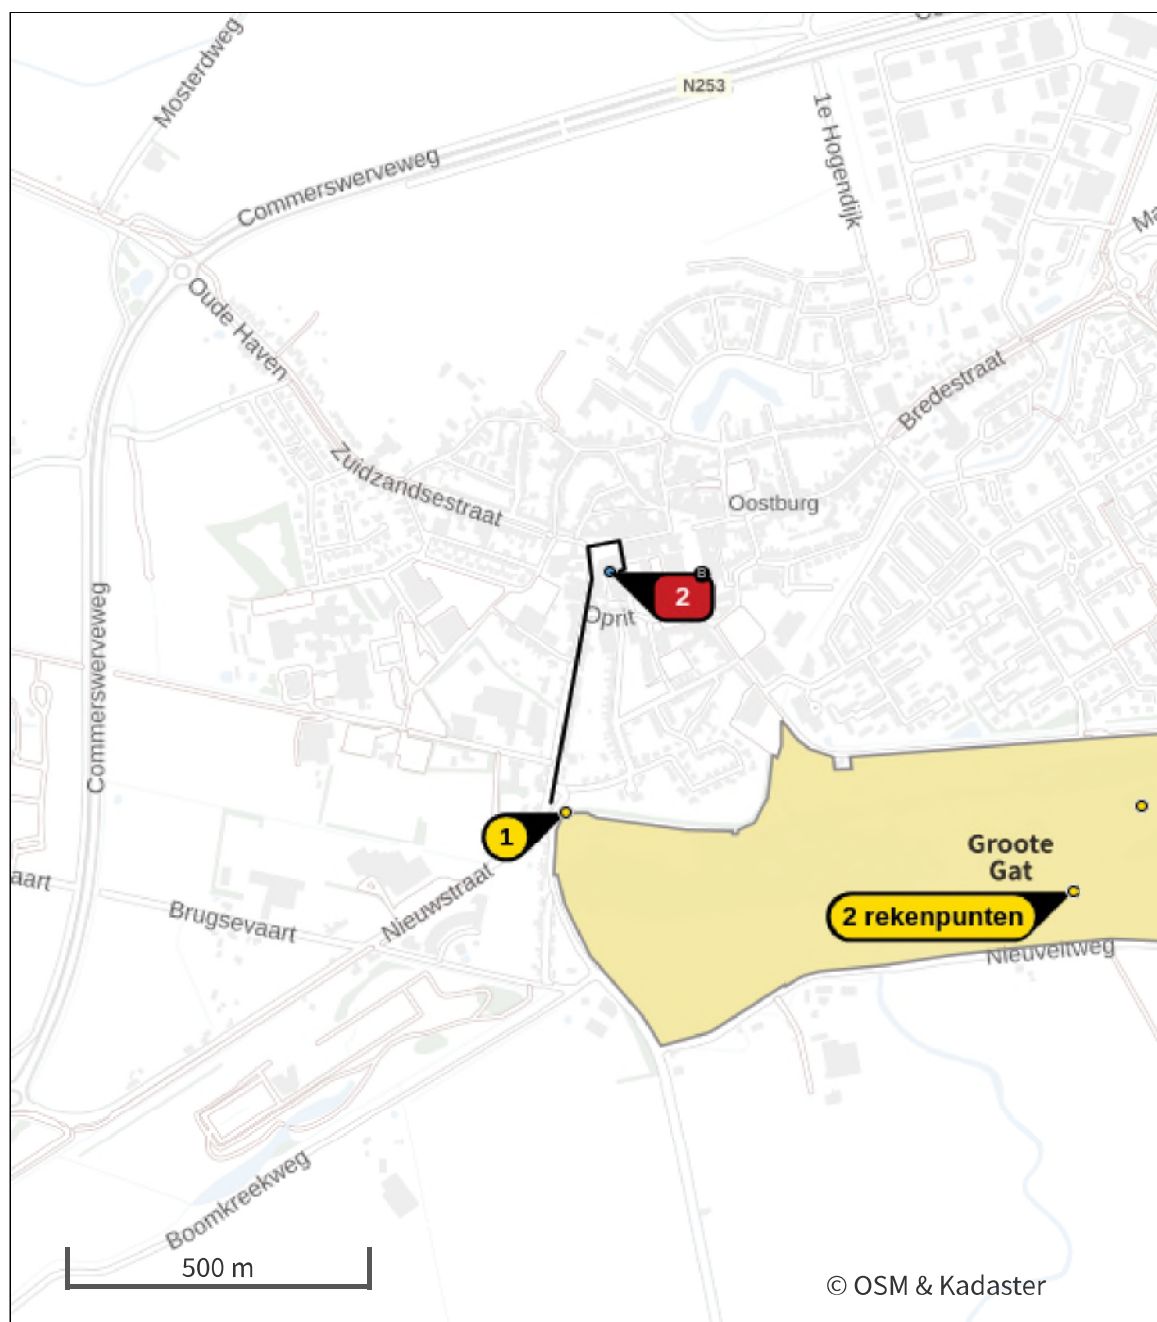 Mosterdweg
N253
1e Hogendijk
Commerswerveweg
Oude Haven
Bredestraat
Zuidzandsestraat
Oostburg
B
2
Oprit
Commerswerveweg
1
Groote
Gat
2 rekenpunten
Nieuwstraat
aart
Brugsevaart
Boomkreekweg
500 m
© OSM & Kadaster